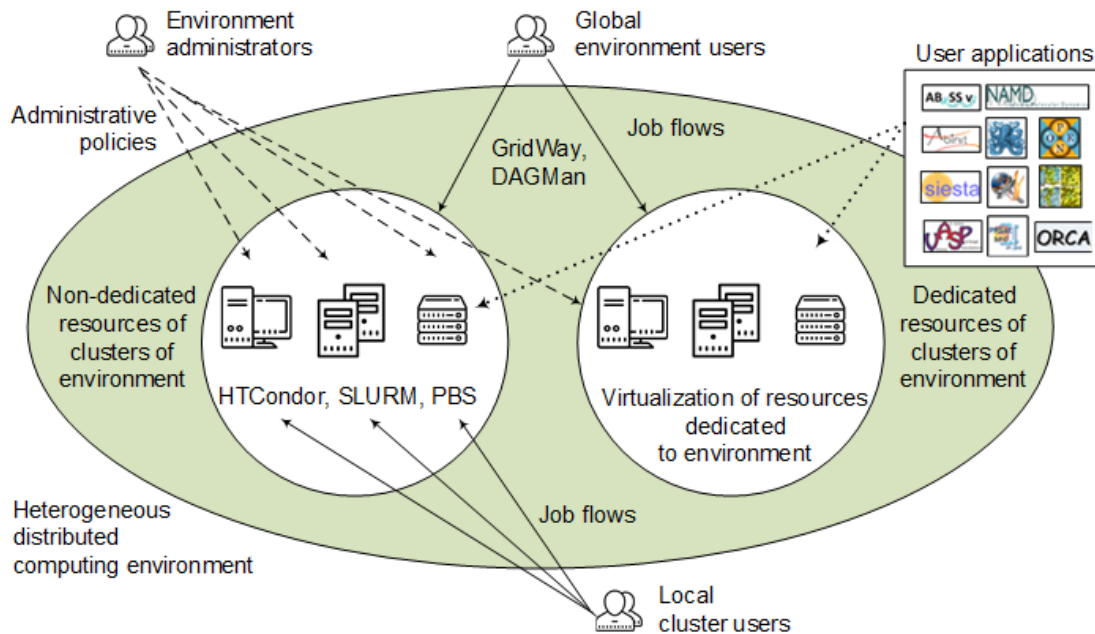 Environment
administrators
Global
environment users
User applications
Administrative
policies
Job flows
GridWay,
DAGMan
NAMD
siesta
VASP
ORCA
Non-dedicated
resources of
clusters of
environment
Dedicated
resources of
clusters of
environment
HTCondor, SLURM, PBS
Virtualization of resources
dedicated
to environment
Heterogeneous
distributed
computing environment
Job flows
Local
cluster users